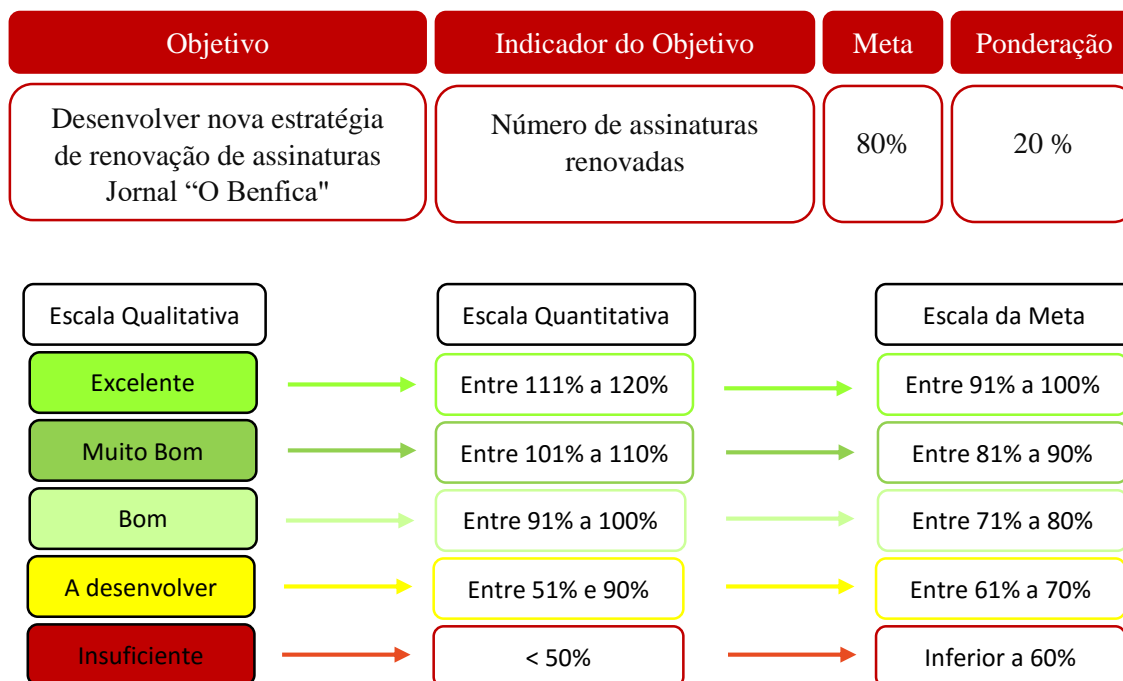 Objetivo
Indicador do Objetivo
Meta
Ponderação
Desenvolver nova estratégia
de renovação de assinaturas
Jornal “O Benfica"
Número de assinaturas
renovadas
80%
20 %
Escala Qualitativa
Escala Quantitativa
Escala da Meta
Excelente
Entre 111% a 120%
Entre 91% a 100%
Muito Bom
Entre 101% a 110%
Entre 81% a 90%
Bom
Entre 91% a 100%
Entre 71% a 80%
A desenvolver
Entre 51% e 90%
Entre 61% a 70%
Insuficiente
< 50%
Inferior a 60%